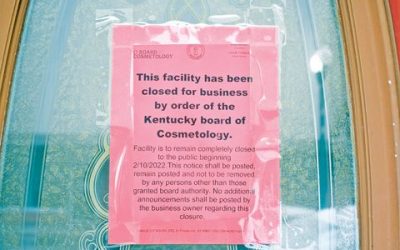 BOARD
COSMETOLOGY
This facility has been
closed for business
by order of the
Kentucky board of
Cosmetology.
Facility is to remain completely closed
to the public beginning
2/10/2022.This notice shall be posted,
remain posted and not to be removed
by any persons other than those
granted board authority. No additional
announcements shall be posted by
the business owner regarding this
closure.